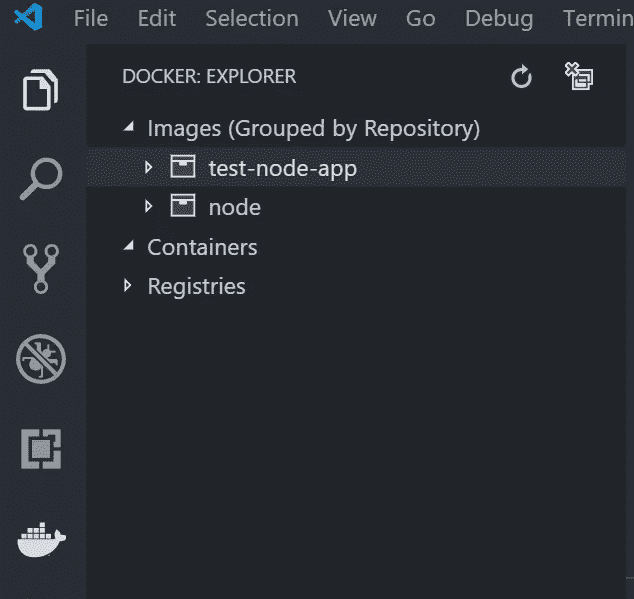 File Edit Selection View Go Debug Termin
DOCKER: EXPLORER
Images (Grouped by Repository)
test-node-app
node
Containers
Registries